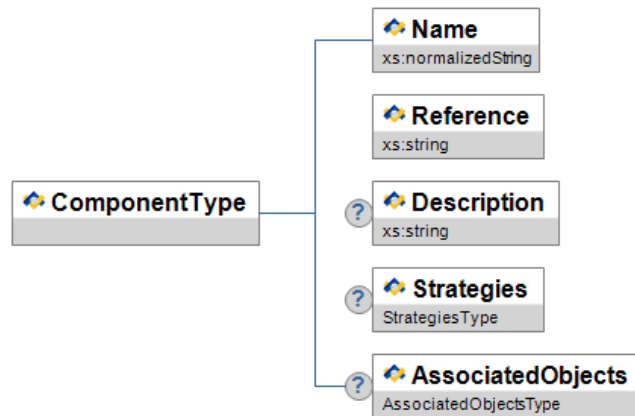 Name
xs:normalizedString
Reference
xs:string
ComponentType
?
Description
xs:string
?
Strategies
StrategiesType
?
AssociatedObjects
AssociatedObjectsType